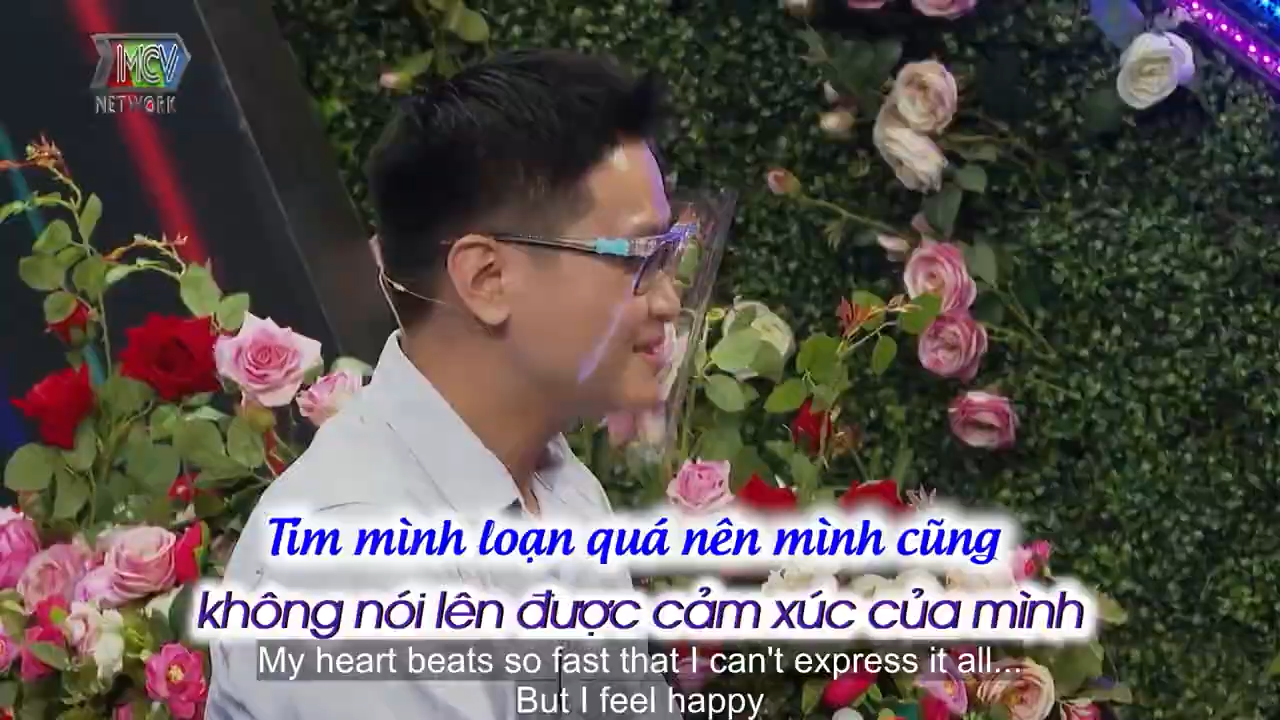 MCV
NETWORK
Tim mình loạn quá nên mình cũng
không nói lên được cảm xúc của mình
My heart beats so fast that I can't express it all...
But I feel happy